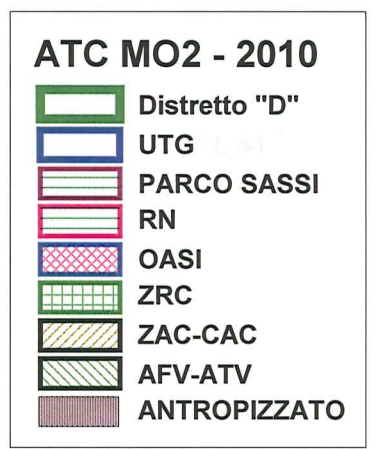 ATC MO2 - 2010
Distretto "D"
UTG
PARCO SASSI
RN
OASI
ZRC
ZAC-CAC
AFV-ATV
ANTROPIZZATO